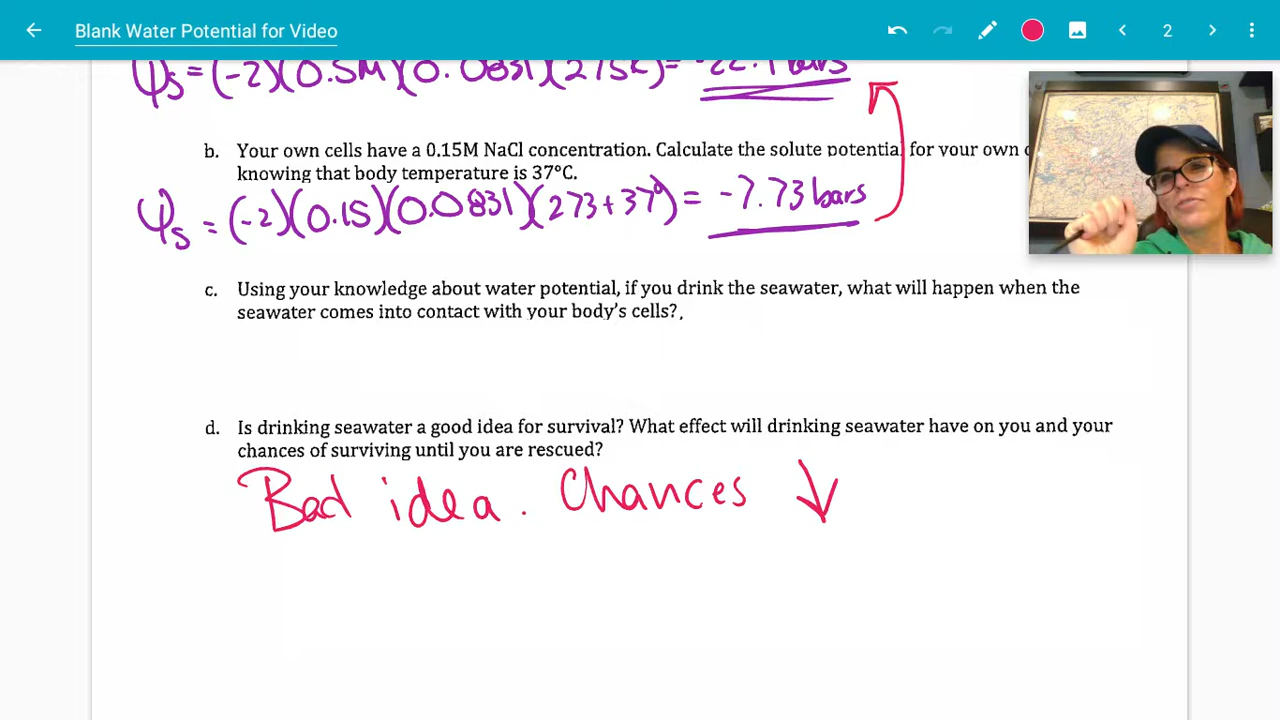 Blank Water Potential for Video
2
Ψs = (-2)(0.5M)(0.0831)(275k) = -22.9 bars
b. Your own cells have a 0.15M NaCl concentration. Calculate the solute potential for your own
knowing that body temperature is 37°C.
Ψs = (-2)(0.15)(0.0831)(273+37°) = -7.73 bars
c. Using your knowledge about water potential, if you drink the seawater, what will happen when the
seawater comes into contact with your body's cells?,
d. Is drinking seawater a good idea for survival? What effect will drinking seawater have on you and your
chances of surviving until you are rescued?
Bad idea. Chances ↓